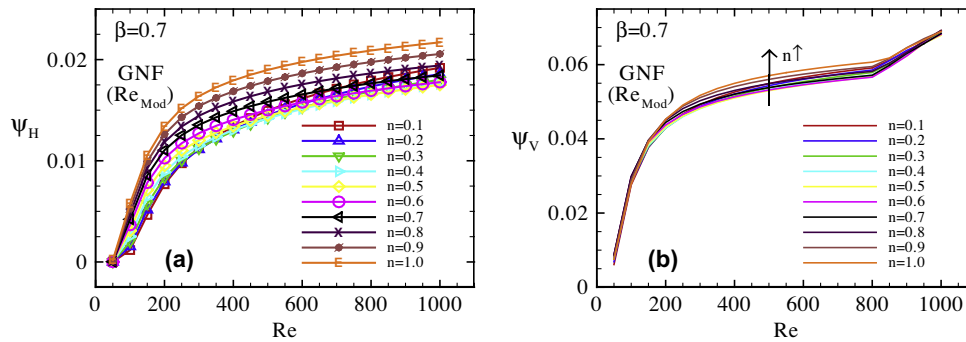 β=0.7
GNF
(Re_Mod)
ψ_H
0.02
0.01
0
n=0.1
n=0.2
n=0.3
n=0.4
n=0.5
n=0.6
n=0.7
n=0.8
n=0.9
n=1.0
(a)
0 200 400 600 800 1000
Re
β=0.7
GNF
(Re_Mod)
n↑
ψ_V
0.06
0.04
0.02
0
n=0.1
n=0.2
n=0.3
n=0.4
n=0.5
n=0.6
n=0.7
n=0.8
n=0.9
n=1.0
(b)
0 200 400 600 800 1000
Re